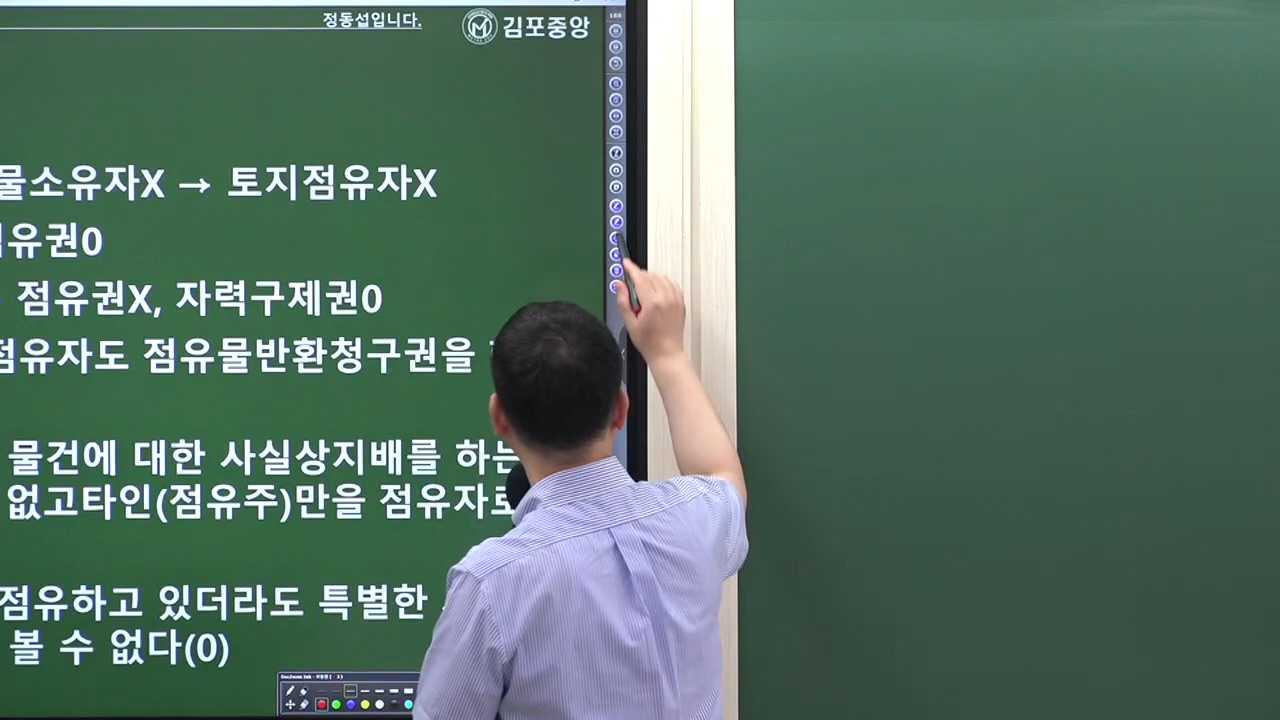 정동섭입니다.
김포중앙
물소유자X → 토지점유자X
유권0
점유권X, 자력구제권0
점유자도 점유물반환청구권을
물건에 대한 사실상지배를 하는
없고타인(점유주)만을 점유자로
점유하고 있더라도 특별한
볼 수 없다(0)